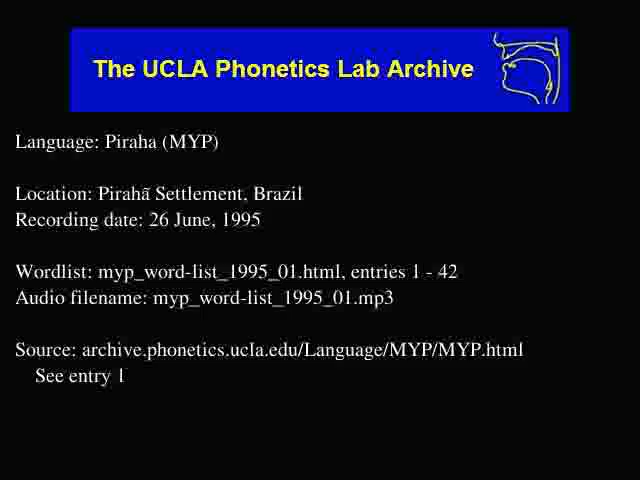 The UCLA Phonetics Lab Archive
Language: Piraha (MYP)
Location: Pirahã Settlement, Brazil
Recording date: 26 June, 1995
Wordlist: myp_word-list_1995_01.html, entries 1 - 42
Audio filename: myp_word-list_1995_01.mp3
Source: archive.phonetics.ucla.edu/Language/MYP/MYP.html
See entry 1